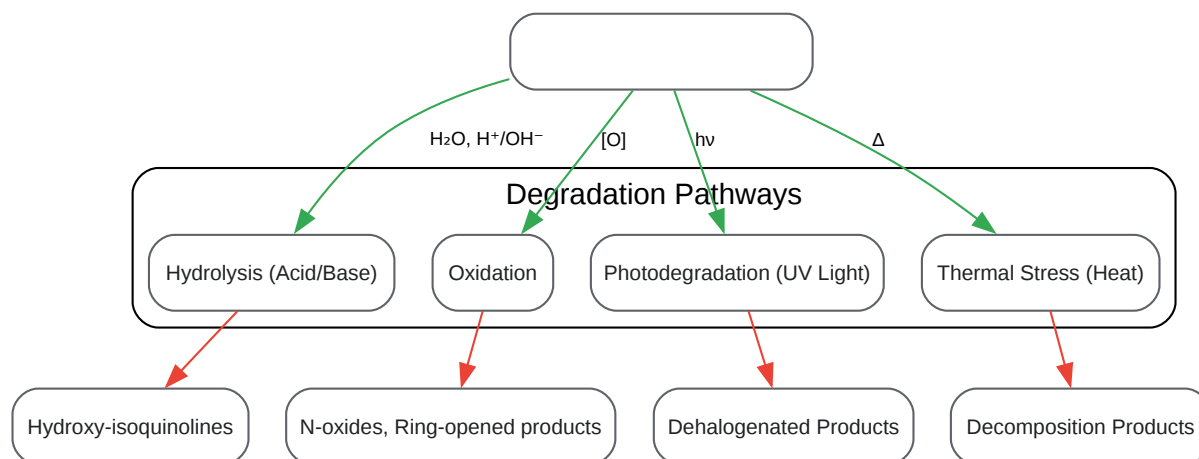 H₂O, H⁺/OH⁻
[O]
hν
Δ
Degradation Pathways
Hydrolysis (Acid/Base)
Oxidation
Photodegradation (UV Light)
Thermal Stress (Heat)
Hydroxy-isoquinolines
N-oxides, Ring-opened products
Dehalogenated Products
Decomposition Products